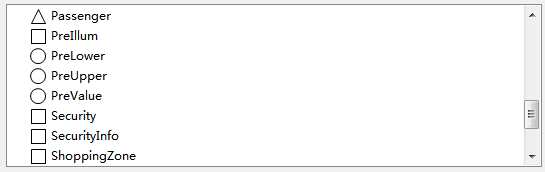 Passenger
PreIllum
PreLower
PreUpper
PreValue
Security
SecurityInfo
ShoppingZone